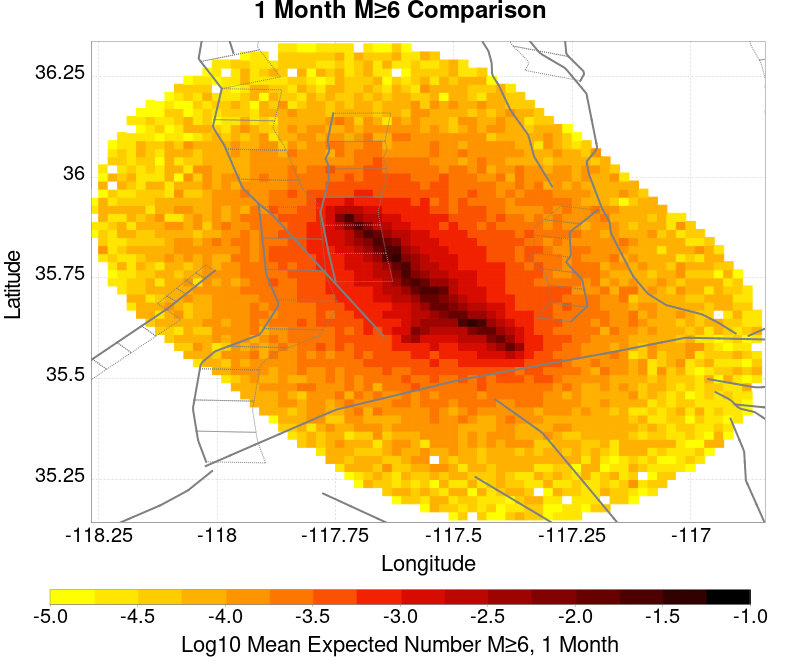 1 Month M≥6 Comparison
36.25
36
35.75
35.5
35.25
Latitude
-118.25 -118 -117.75 -117.5 -117.25 -117
Longitude
-5.0 -4.5 -4.0 -3.5 -3.0 -2.5 -2.0 -1.5 -1.0
Log10 Mean Expected Number M≥6, 1 Month